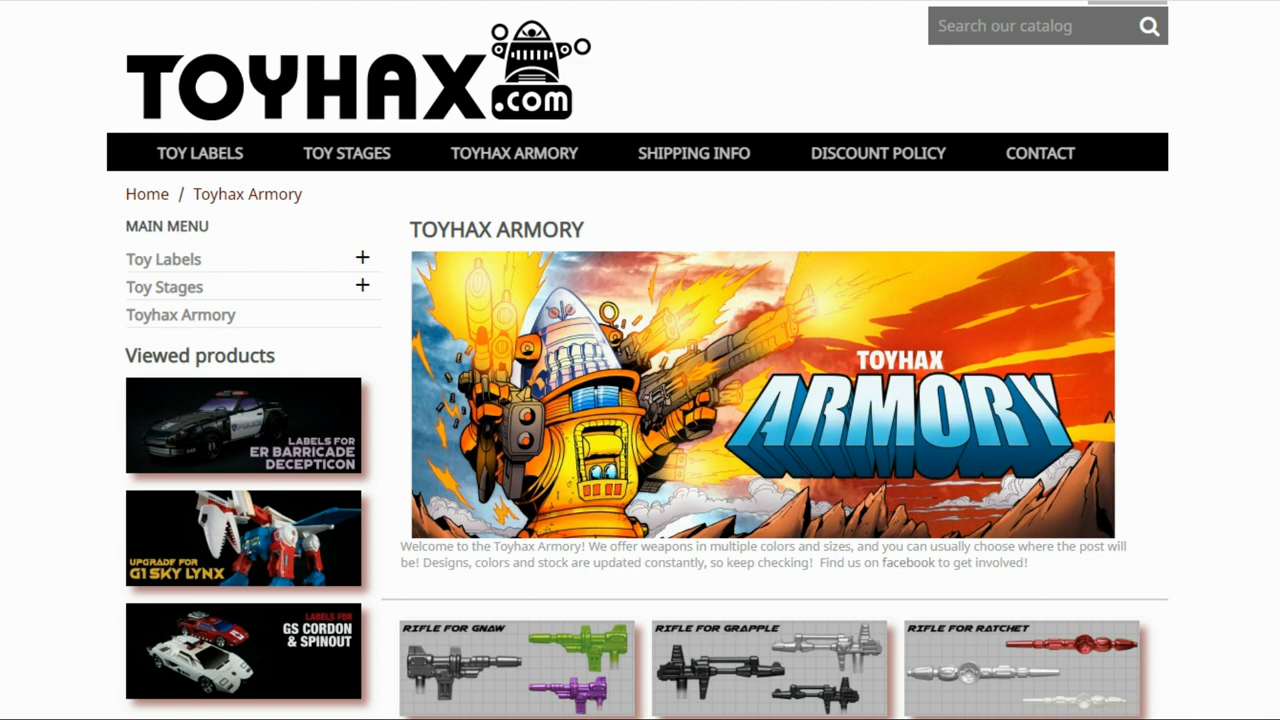 Search our catalog
TOYHAX
.com
TOY LABELS TOY STAGES TOYHAX ARMORY SHIPPING INFO DISCOUNT POLICY CONTACT
Home / Toyhax Armory
MAIN MENU
Toy Labels +
Toy Stages +
Toyhax Armory
Viewed products
LABELS FOR
ER BARRICADE
DECEPTICON
UPGRADE FOR
G1 SKY LYNX
LABELS FOR
GS CORDON
& SPINOUT
TOYHAX ARMORY
TOYHAX
ARMORY
Welcome to the Toyhax Armory! We offer weapons in multiple colors and sizes, and you can usually choose where the post will
be! Designs, colors and stock are updated constantly, so keep checking! Find us on facebook to get involved!
RIFLE FOR GNAW
RIFLE FOR GRAPPLE
RIFLE FOR RATCHET